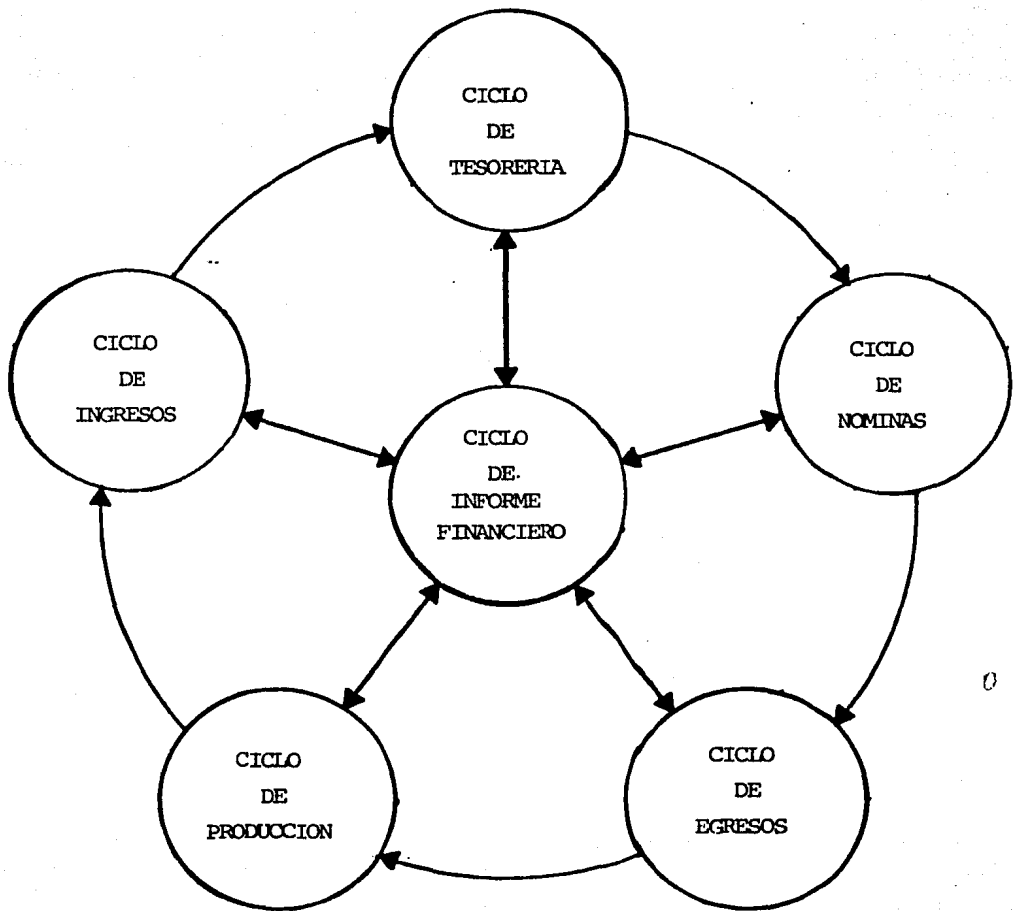 CICLO
DE
TESORERIA
CICLO
DE
INGRESOS
CICLO
DE
NOMINAS
CICLO
DE.
INFORME
FINANCIERO
CICLO
DE
PRODUCCION
CICLO
DE
EGRESOS
0